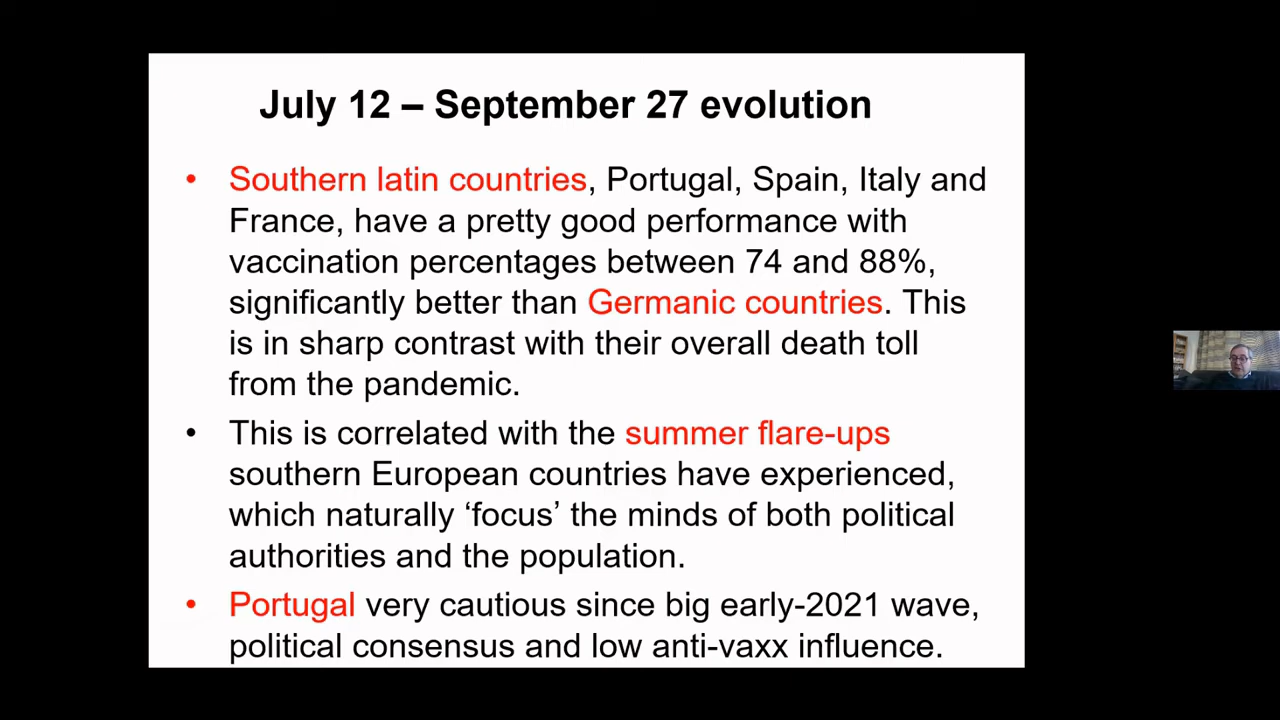 July 12 – September 27 evolution
• Southern latin countries, Portugal, Spain, Italy and
France, have a pretty good performance with
vaccination percentages between 74 and 88%,
significantly better than Germanic countries. This
is in sharp contrast with their overall death toll
from the pandemic.
• This is correlated with the summer flare-ups
southern European countries have experienced,
which naturally ‘focus’ the minds of both political
authorities and the population.
• Portugal very cautious since big early-2021 wave,
political consensus and low anti-vaxx influence.